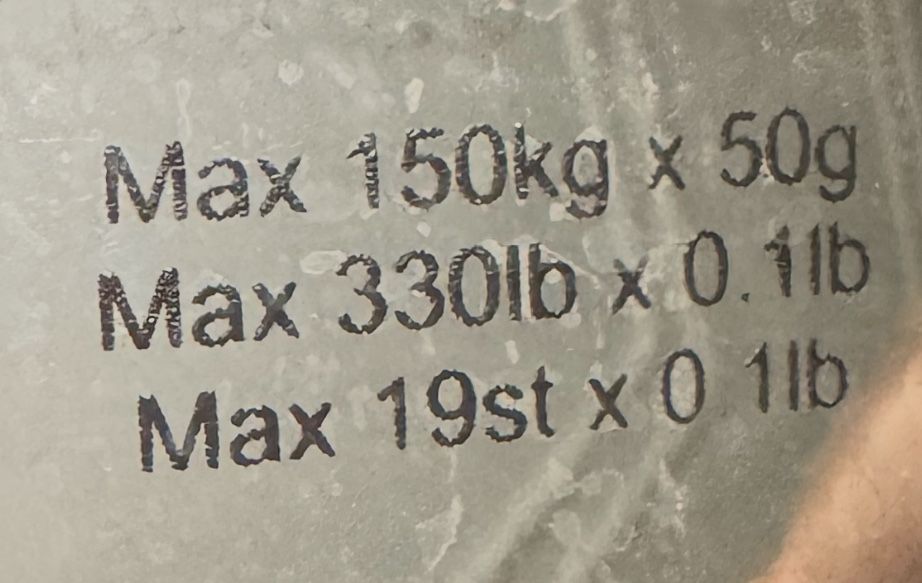 Max 150kg x 50g
Max 330lb x 0.1lb
Max 19st x 0 1lb